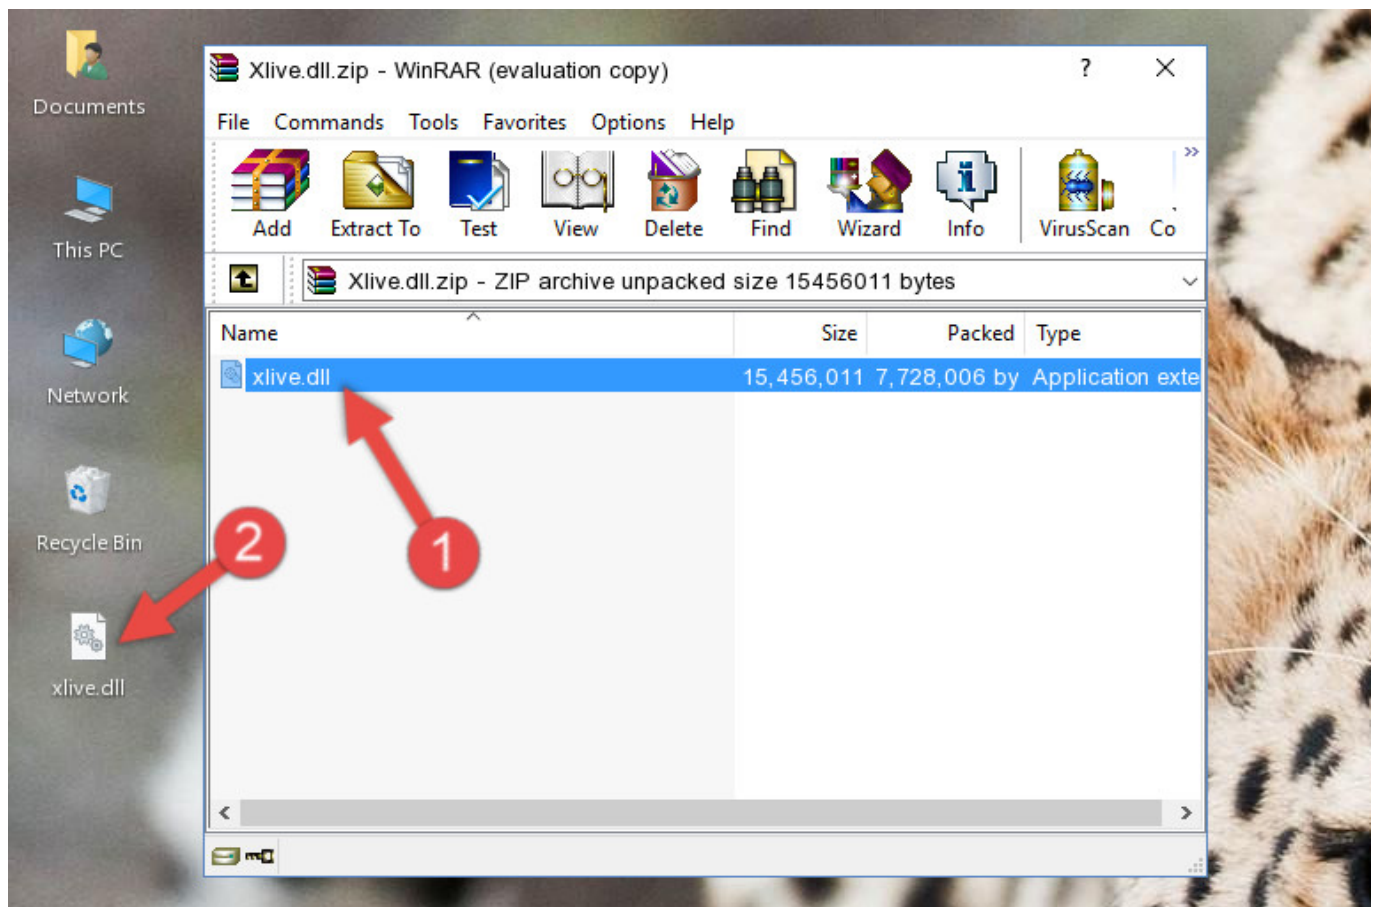 Documents
This PC
Network
Recycle Bin
xlive.dll
Xlive.dll.zip - WinRAR (evaluation copy)
? 
File Commands Tools Favorites Options Help
Add Extract To Test View Delete Find Wizard Info VirusScan Co
Xlive.dll.zip - ZIP archive unpacked size 15456011 bytes
Name Size Packed Type
xlive.dll 15,456,011 7,728,006 by Application exte
1
2